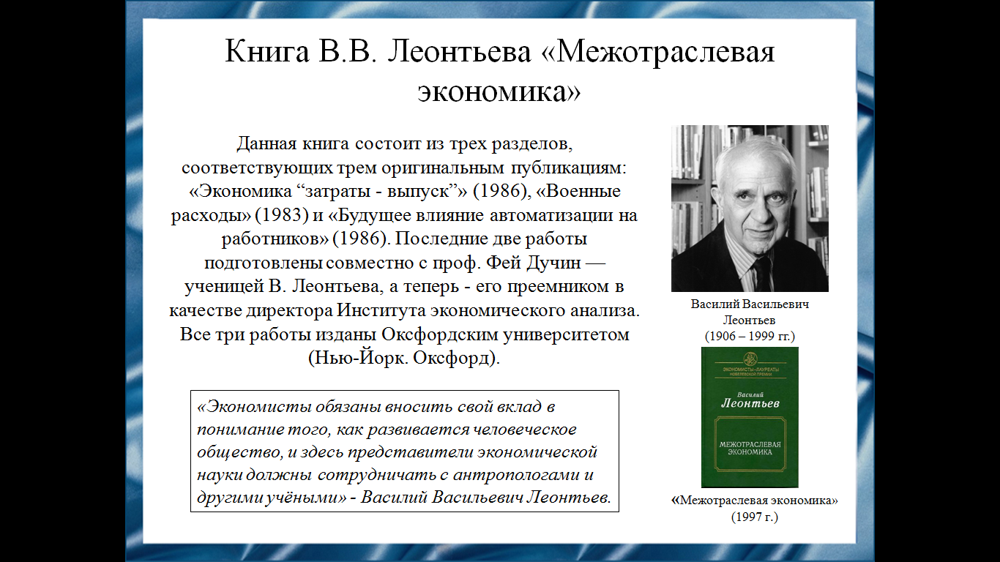 Книга В.В. Леонтьева «Межотраслевая
экономика»
Данная книга состоит из трех разделов,
соответствующих трем оригинальным публикациям:
«Экономика “затраты - выпуск”» (1986), «Военные
расходы» (1983) и «Будущее влияние автоматизации на
работников» (1986). Последние две работы
подготовлены совместно с проф. Фей Дучин —
ученицей В. Леонтьева, а теперь - его преемником в
качестве директора Института экономического анализа.
Все три работы изданы Оксфордским университетом
(Нью-Йорк. Оксфорд).
«Экономисты обязаны вносить свой вклад в
понимание того, как развивается человеческое
общество, и здесь представители экономической
науки должны сотрудничать с антропологами и
другими учёными» - Василий Васильевич Леонтьев.
Василий Васильевич
Леонтьев
(1906 – 1999 гг.)
ЭКОНОМИСТЫ–ЛАУРЕАТЫ
НОБЕЛЕВСКОЙ ПРЕМИИ
Василий
Леонтьев
МЕЖОТРАСЛЕВАЯ
ЭКОНОМИКА
«Межотраслевая экономика»
(1997 г.)